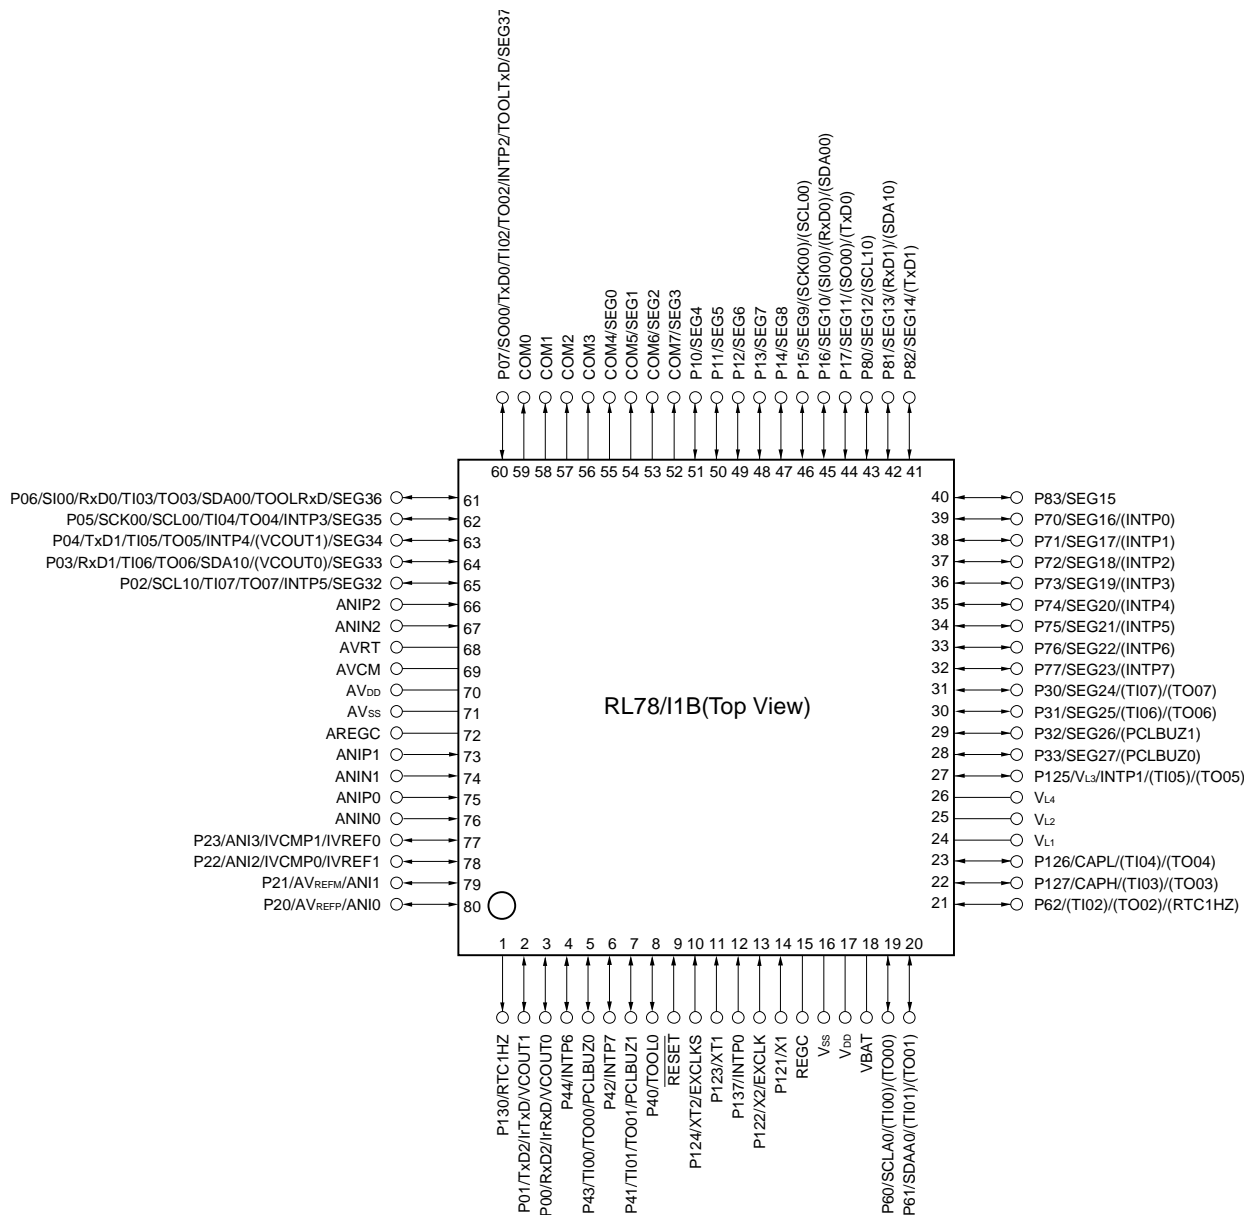 P07/SO00/TxD0/TI02/TO02/INTP2/TOOLTxD/SEG37
COM0
COM1
COM2
COM3
COM4/SEG0
COM5/SEG1
COM6/SEG2
COM7/SEG3
P10/SEG4
P11/SEG5
P12/SEG6
P13/SEG7
P14/SEG8
P15/SEG9/(SCK00)/(SCL00)
P16/SEG10/(SI00)/(RxD0)/(SDA00)
P17/SEG11/(SO00)/(TxD0)
P80/SEG12/(SCL10)
P81/SEG13/(RxD1)/(SDA10)
P82/SEG14/(TxD1)
60 59 58 57 56 55 54 53 52 51 50 49 48 47 46 45 44 43 42 41
P06/SI00/RxD0/TI03/TO03/SDA00/TOOLRxD/SEG36 61
P05/SCK00/SCL00/TI04/TO04/INTP3/SEG35 62
P04/TxD1/TI05/TO05/INTP4/(VCOUT1)/SEG34 63
P03/RxD1/TI06/TO06/SDA10/(VCOUT0)/SEG33 64
P02/SCL10/TI07/TO07/INTP5/SEG32 65
ANIP2 66
ANIN2 67
AVRT 68
AVCM 69
AVDD 70
AVSS 71
AREGC 72
ANIP1 73
ANIN1 74
ANIP0 75
ANIN0 76
P23/ANI3/IVCMP1/IVREF0 77
P22/ANI2/IVCMP0/IVREF1 78
P21/AVREFM/ANI1 79
P20/AVREFP/ANI0 80
RL78/I1B(Top View)
40 P83/SEG15
39 P70/SEG16/(INTP0)
38 P71/SEG17/(INTP1)
37 P72/SEG18/(INTP2)
36 P73/SEG19/(INTP3)
35 P74/SEG20/(INTP4)
34 P75/SEG21/(INTP5)
33 P76/SEG22/(INTP6)
32 P77/SEG23/(INTP7)
31 P30/SEG24/(TI07)/(TO07)
30 P31/SEG25/(TI06)/(TO06)
29 P32/SEG26/(PCLBUZ1)
28 P33/SEG27/(PCLBUZ0)
27 P125/VL3/INTP1/(TI05)/(TO05)
26 VL4
25 VL2
24 VL1
23 P126/CAPL/(TI04)/(TO04)
22 P127/CAPH/(TI03)/(TO03)
21 P62/(TI02)/(TO02)/(RTC1HZ)
1 2 3 4 5 6 7 8 9 10 11 12 13 14 15 16 17 18 19 20
P130/RTC1HZ
P01/TxD2/IrTxD/VCOUT1
P00/RxD2/IrRxD/VCOUT0
P44/INTP6
P43/TI00/TO00/PCLBUZ0
P42/INTP7
P41/TI01/TO01/PCLBUZ1
P40/TOOL0
RESET
P124/XT2/EXCLKS
P123/XT1
P137/INTP0
P122/X2/EXCLK
P121/X1
REGC
VSS
VDD
VBAT
P60/SCLA0/(TI00)/(TO00)
P61/SDAA0/(TI01)/(TO01)